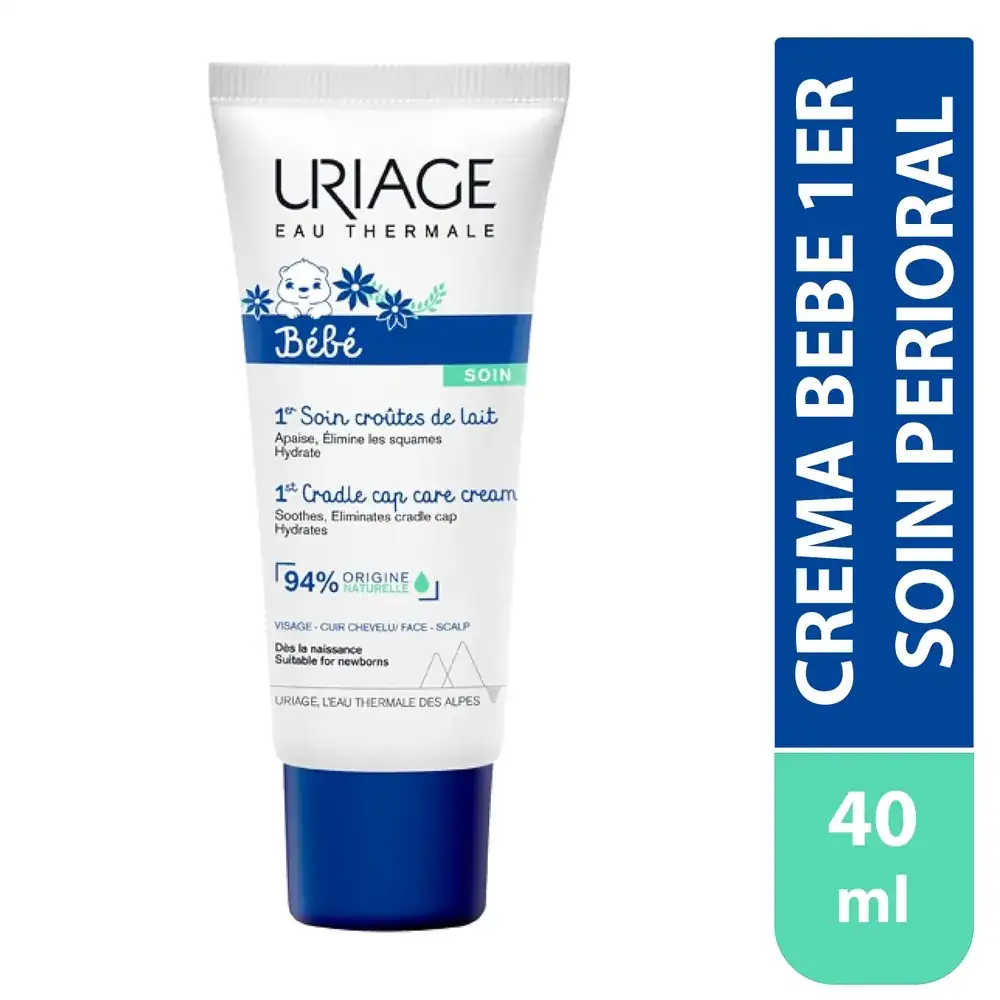 URIAGE
EAU THERMALE
Bébé
SOIN
1er Soin croûtes de lait
Apaise, Élimine les squames
Hydrate
1st Cradle cap care cream
Soothes, Eliminates cradle cap
Hydrates
94% ORIGINE
NATURELLE
VISAGE - CUIR CHEVELU/ FACE - SCALP
Dès la naissance
Suitable for newborns
URIAGE, L'EAU THERMALE DES ALPES
CREMA BEBE 1ER
SOIN PERIORAL
40
ml